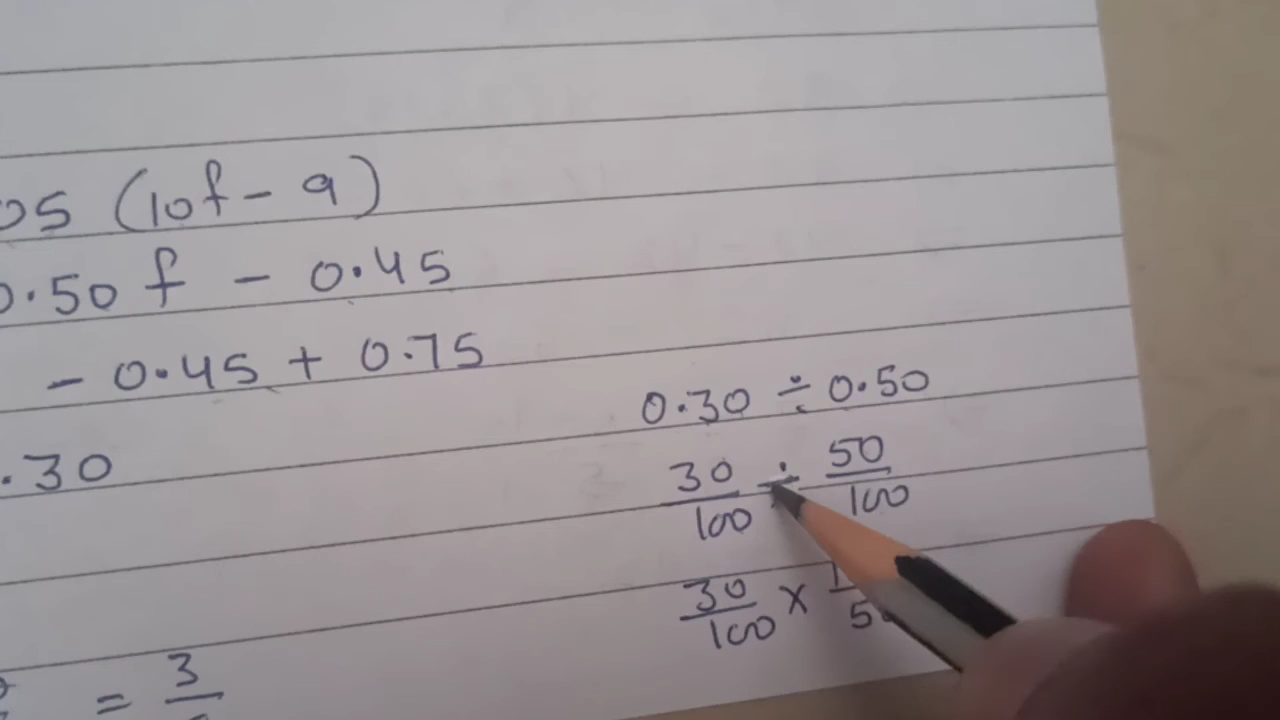 05 (10f - 9)
0.50 f - 0.45
- 0.45 + 0.75
.30
= 3
0.30 ÷ 0.50
30/100 ÷ 50/100
30/100 ×